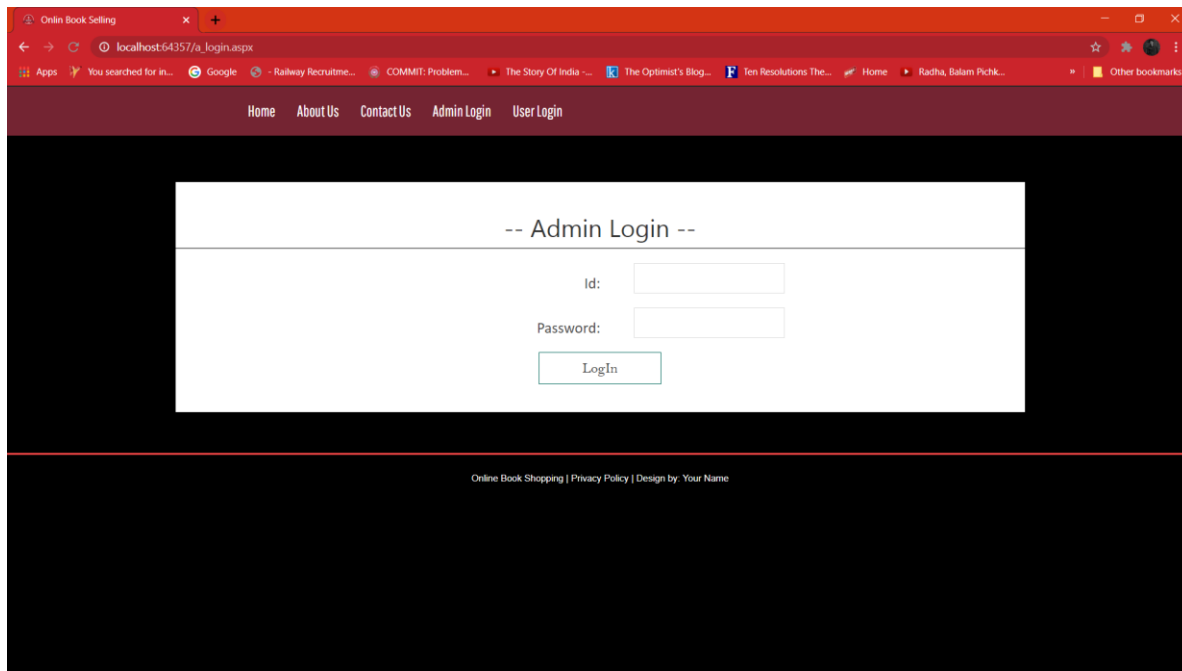 Onlin Book Selling
localhost:64357/a_login.aspx
Apps You searched for in... Google - Railway Recruitme... COMMIT: Problem... The Story Of India -... The Optimist's Blog... Ten Resolutions The... Home Radha, Balam Pichk... » Other bookmarks
Home About Us Contact Us Admin Login User Login
-- Admin Login --
Id:
Password:
LogIn
Online Book Shopping | Privacy Policy | Design by: Your Name